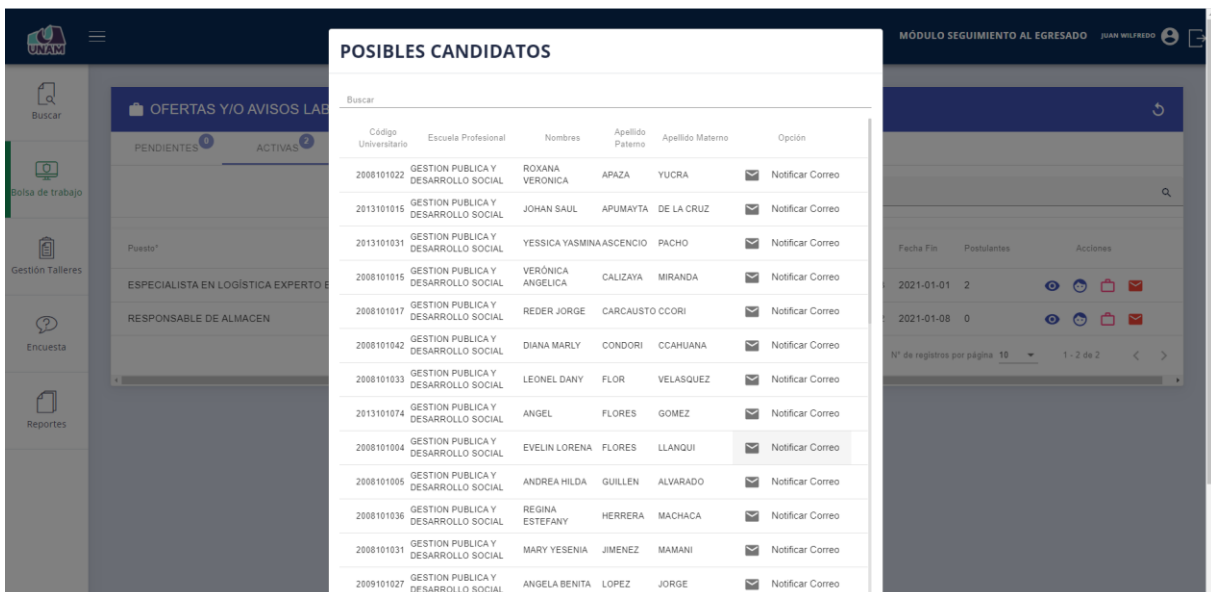 UNAM
MÓDULO SEGUIMIENTO AL EGRESADO JUAN WILFREDO
Buscar
Bolsa de trabajo
Gestión Talleres
Encuesta
Reportes
OFERTAS Y/O AVISOS LAB
PENDIENTES 0 ACTIVAS 2
Puesto*
ESPECIALISTA EN LOGÍSTICA EXPERTO E
RESPONSABLE DE ALMACEN
POSIBLES CANDIDATOS
Buscar
Código Universitario Escuela Profesional Nombres Apellido Paterno Apellido Materno Opción
2008101022 GESTION PUBLICA Y DESARROLLO SOCIAL ROXANA VERONICA APAZA YUCRA Notificar Correo
2013101015 GESTION PUBLICA Y DESARROLLO SOCIAL JOHAN SAUL APUMAYTA DE LA CRUZ Notificar Correo
2013101031 GESTION PUBLICA Y DESARROLLO SOCIAL YESSICA YASMINA ASCENCIO PACHO Notificar Correo
2008101015 GESTION PUBLICA Y DESARROLLO SOCIAL VERÓNICA ANGELICA CALIZAYA MIRANDA Notificar Correo
2008101017 GESTION PUBLICA Y DESARROLLO SOCIAL REDER JORGE CARCAUSTO CCORI Notificar Correo
2008101042 GESTION PUBLICA Y DESARROLLO SOCIAL DIANA MARLY CONDORI CCAHUANA Notificar Correo
2008101033 GESTION PUBLICA Y DESARROLLO SOCIAL LEONEL DANY FLOR VELASQUEZ Notificar Correo
2013101074 GESTION PUBLICA Y DESARROLLO SOCIAL ANGEL FLORES GOMEZ Notificar Correo
2008101004 GESTION PUBLICA Y DESARROLLO SOCIAL EVELIN LORENA FLORES LLANQUI Notificar Correo
2008101005 GESTION PUBLICA Y DESARROLLO SOCIAL ANDREA HILDA GUILLEN ALVARADO Notificar Correo
2008101036 GESTION PUBLICA Y DESARROLLO SOCIAL REGINA ESTEFANY HERRERA MACHACA Notificar Correo
2008101031 GESTION PUBLICA Y DESARROLLO SOCIAL MARY YESENIA JIMENEZ MAMANI Notificar Correo
2009101027 GESTION PUBLICA Y DESARROLLO SOCIAL ANGELA BENITA LOPEZ JORGE Notificar Correo
Fecha Fin Postulantes Acciones
2021-01-01 2
2021-01-08 0
N° de registros por página 10 1 - 2 de 2